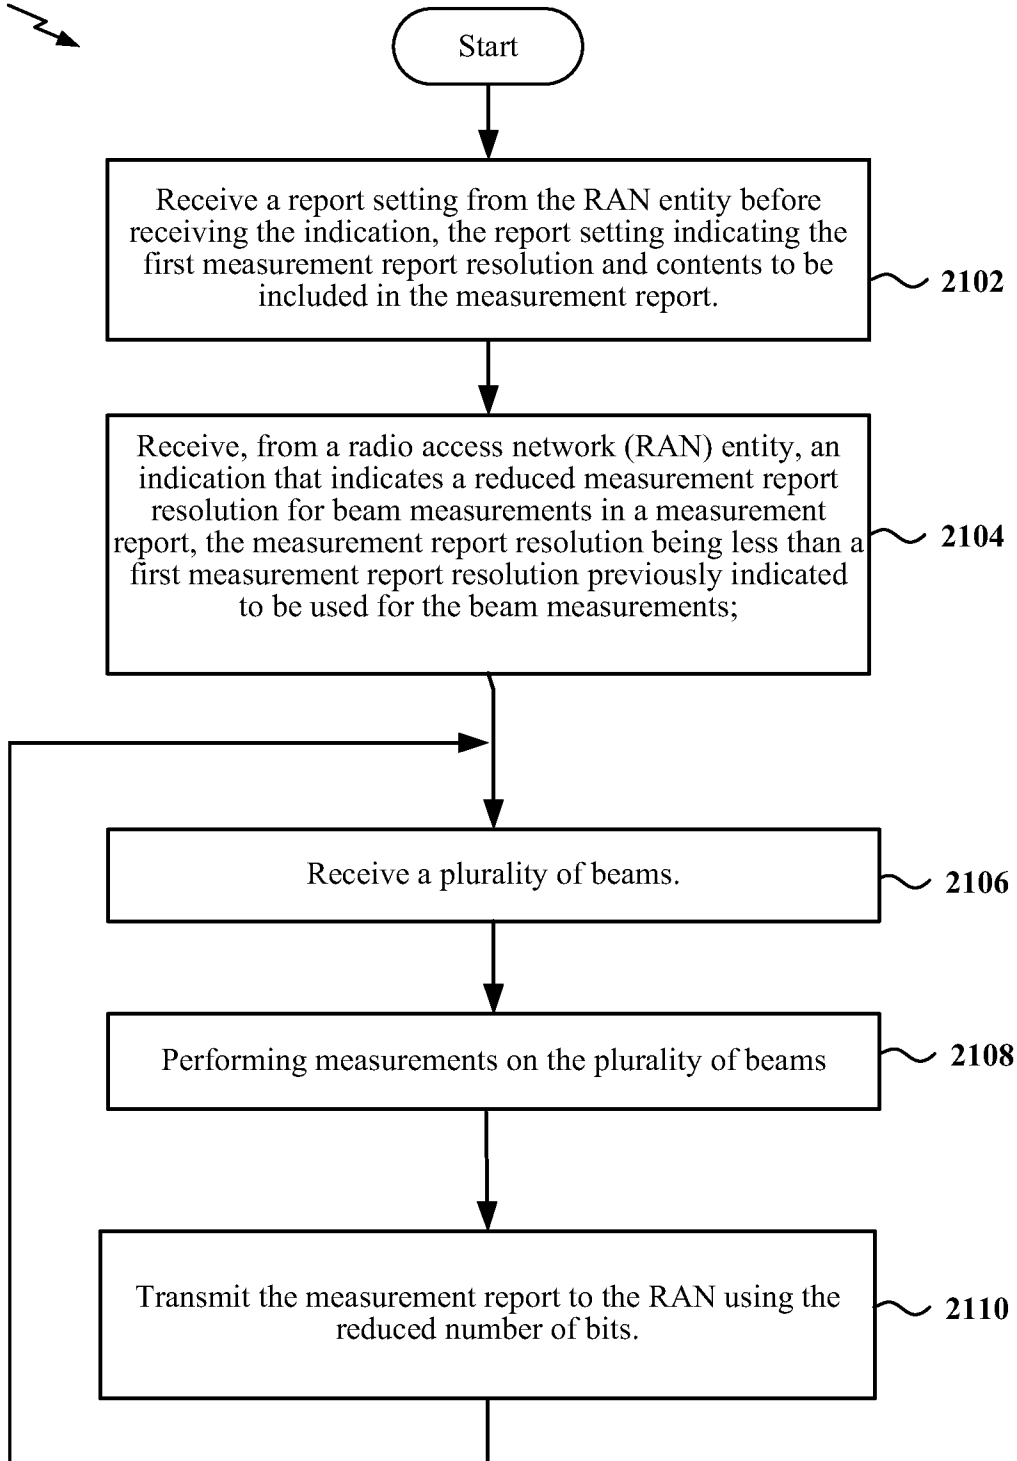 Start
Receive a report setting from the RAN entity before
receiving the indication, the report setting indicating the
first measurement report resolution and contents to be
included in the measurement report.
2102
Receive, from a radio access network (RAN) entity, an
indication that indicates a reduced measurement report
resolution for beam measurements in a measurement
report, the measurement report resolution being less than a
first measurement report resolution previously indicated
to be used for the beam measurements;
2104
Receive a plurality of beams.
2106
Performing measurements on the plurality of beams
2108
Transmit the measurement report to the RAN using the
reduced number of bits.
2110